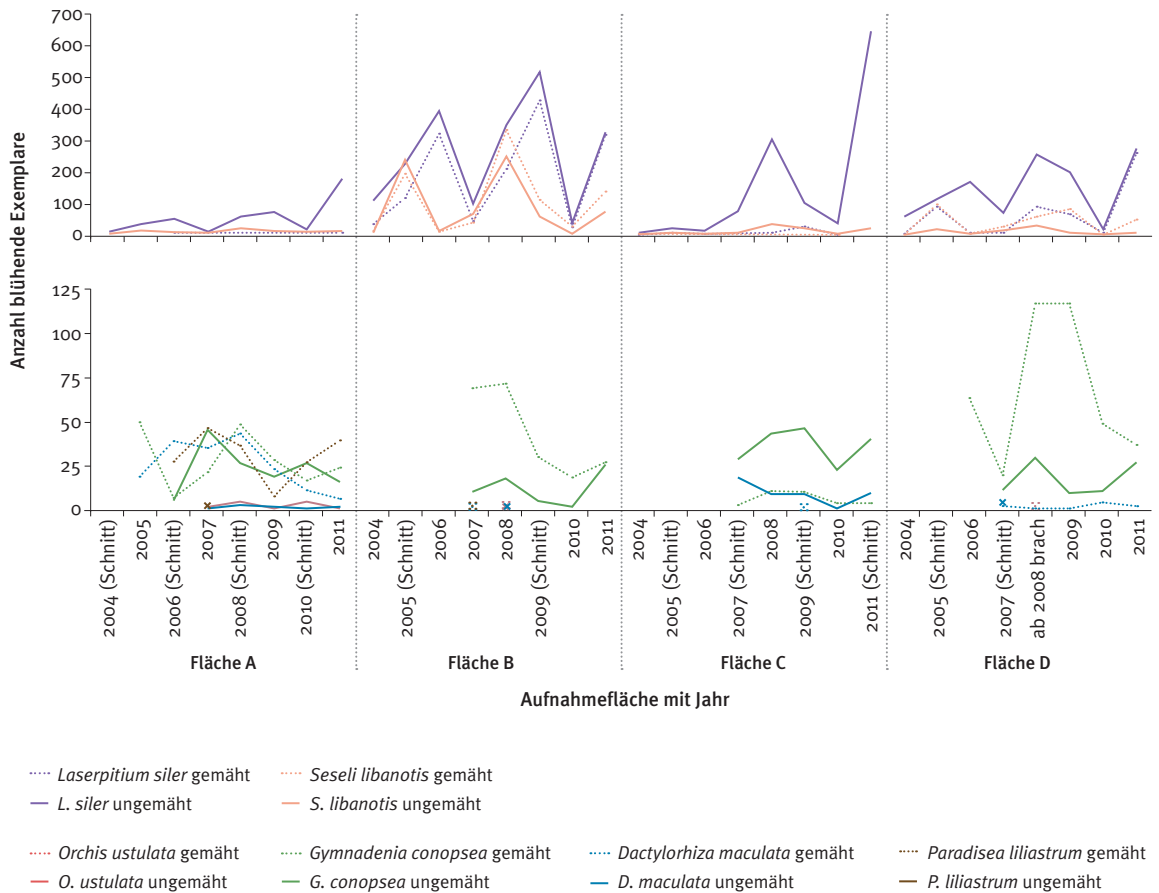 Anzahl blühende Exemplare
700
600
500
400
300
200
100
0
125
100
75
50
25
0
2004 (Schnitt)
2005
2006 (Schnitt)
2007
2008 (Schnitt)
2009
2010 (Schnitt)
2011
2004
2005 (Schnitt)
2006
2007
2008
2009 (Schnitt)
2010
2011
2004
2005 (Schnitt)
2006
2007 (Schnitt)
2008
2009 (Schnitt)
2010
2011 (Schnitt)
2004
2005 (Schnitt)
2006
2007 (Schnitt)
ab 2008 brach
2009
2010
2011
Fläche A
Fläche B
Fläche C
Fläche D
Aufnahmefläche mit Jahr
Laserpitium siler gemäht
Seseli libanotis gemäht
L. siler ungemäht
S. libanotis ungemäht
Orchis ustulata gemäht
Gymnadenia conopsea gemäht
Dactylorhiza maculata gemäht
Paradisea liliastrum gemäht
O. ustulata ungemäht
G. conopsea ungemäht
D. maculata ungemäht
P. liliastrum ungemäht